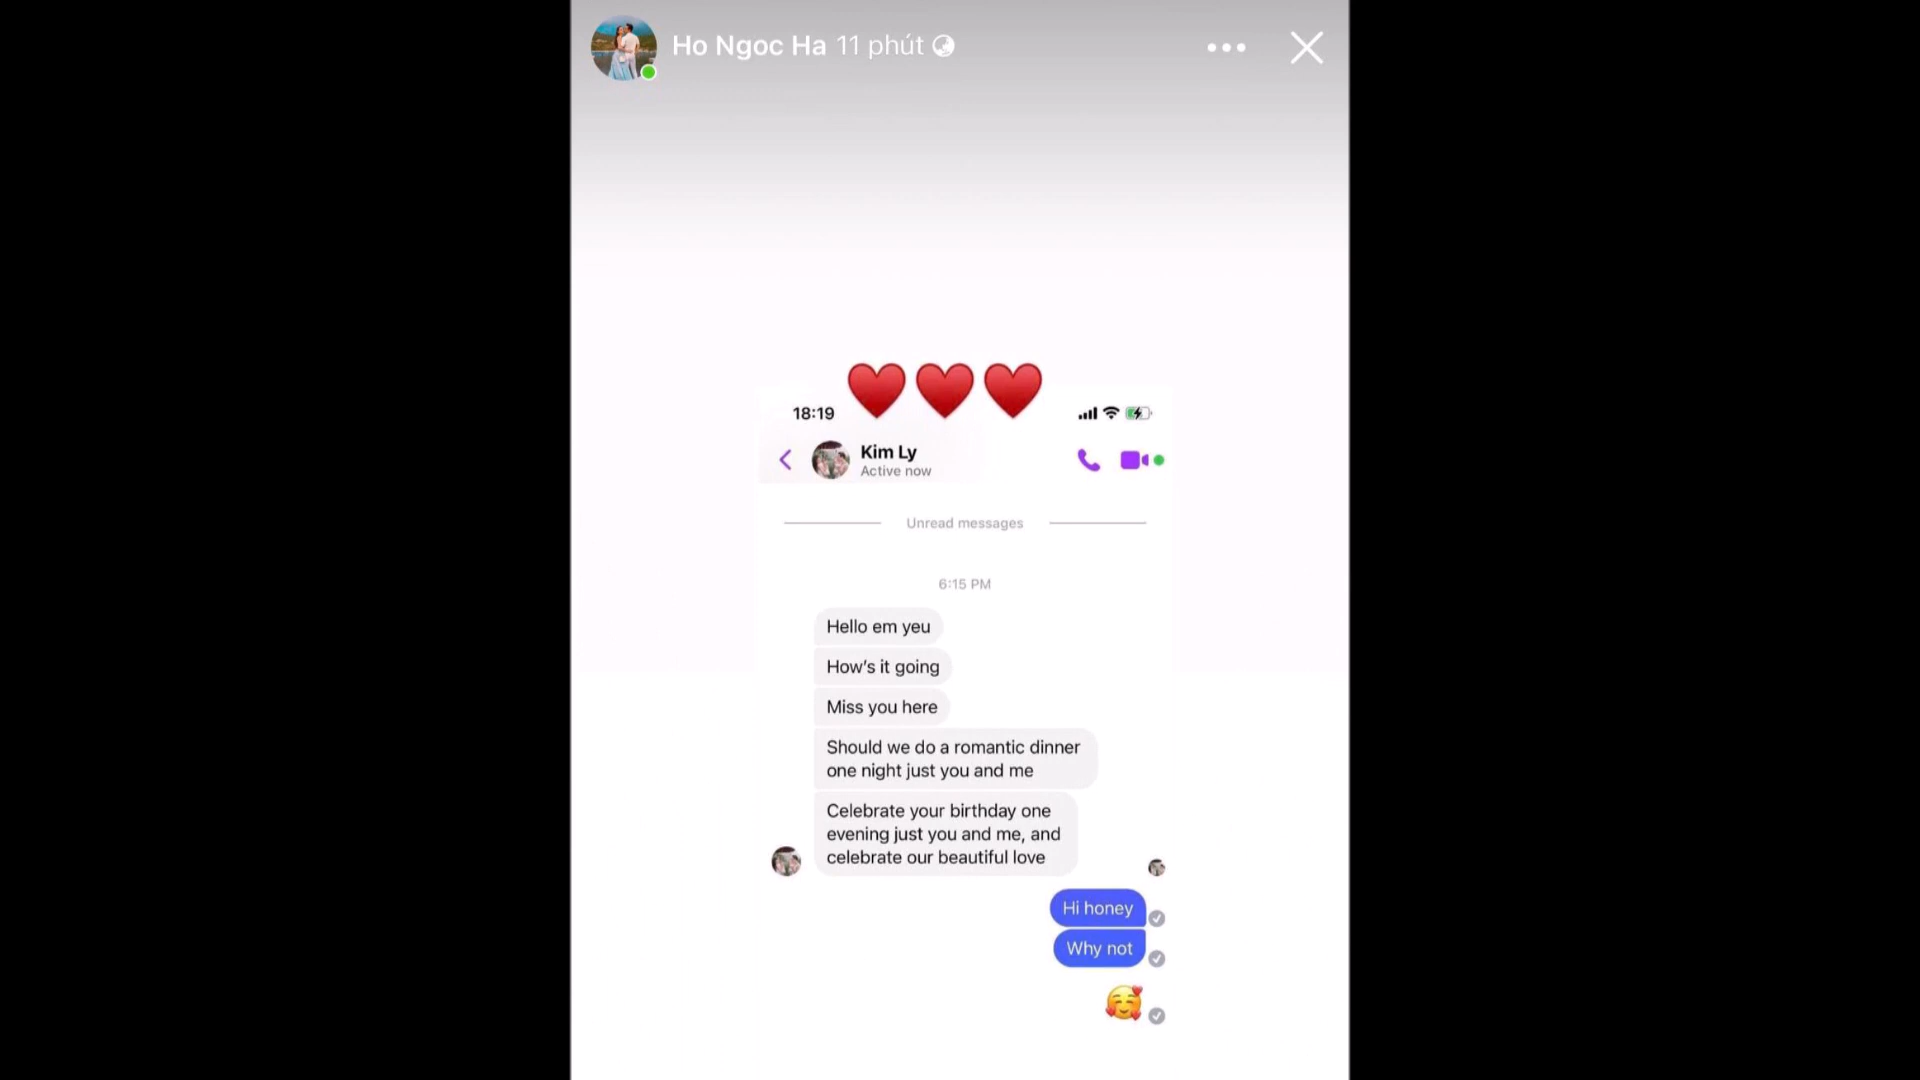 Ho Ngoc Ha 11 phút
18:19
Kim Ly
Active now
Unread messages
6:15 PM
Hello em yeu
How's it going
Miss you here
Should we do a romantic dinner
one night just you and me
Celebrate your birthday one
evening just you and me, and
celebrate our beautiful love
Hi honey
Why not